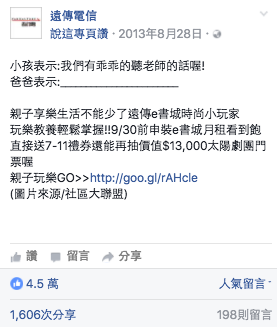 遠傳電信
說這專頁讚 · 2013年8月28日 ·
小孩表示:我們有乖乖的聽老師的話喔!
爸爸表示:______________________
親子享樂生活不能少了遠傳e書城時尚小玩家
玩樂教養輕鬆掌握!!9/30前申裝e書城月租看到飽
直接送7-11禮券還能再抽價值$13,000太陽劇團門
票喔
親子玩樂GO>>http://goo.gl/rAHcle
(圖片來源/社區大聯盟)
讚 留言 分享
4.5 萬 人氣留言
1,606次分享 198則留言